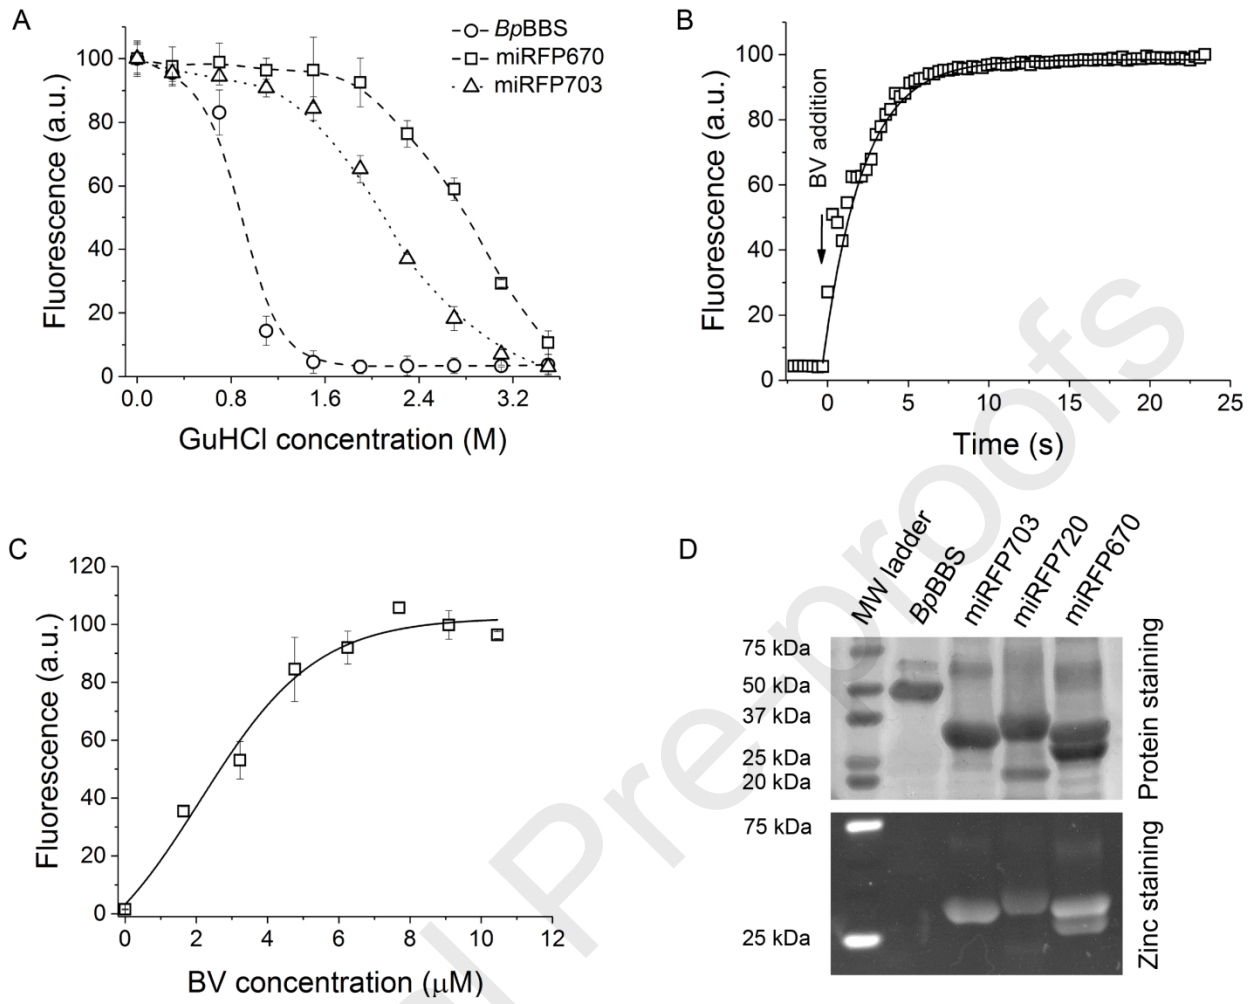 A
BpBBS
miRFP670
miRFP703
Fluorescence (a.u.)
100
80
60
40
20
0
0.0 0.8 1.6 2.4 3.2
GuHCl concentration (M)
B
BV addition
Fluorescence (a.u.)
100
80
60
40
20
0
0 5 10 15 20 25
Time (s)
C
Fluorescence (a.u.)
120
100
80
60
40
20
0
0 2 4 6 8 10 12
BV concentration (μM)
D
MW ladder
BpBBS
miRFP703
miRFP720
miRFP670
75 kDa
50 kDa
37 kDa
25 kDa
20 kDa
Protein staining
75 kDa
25 kDa
Zinc staining
l Pre-proofs